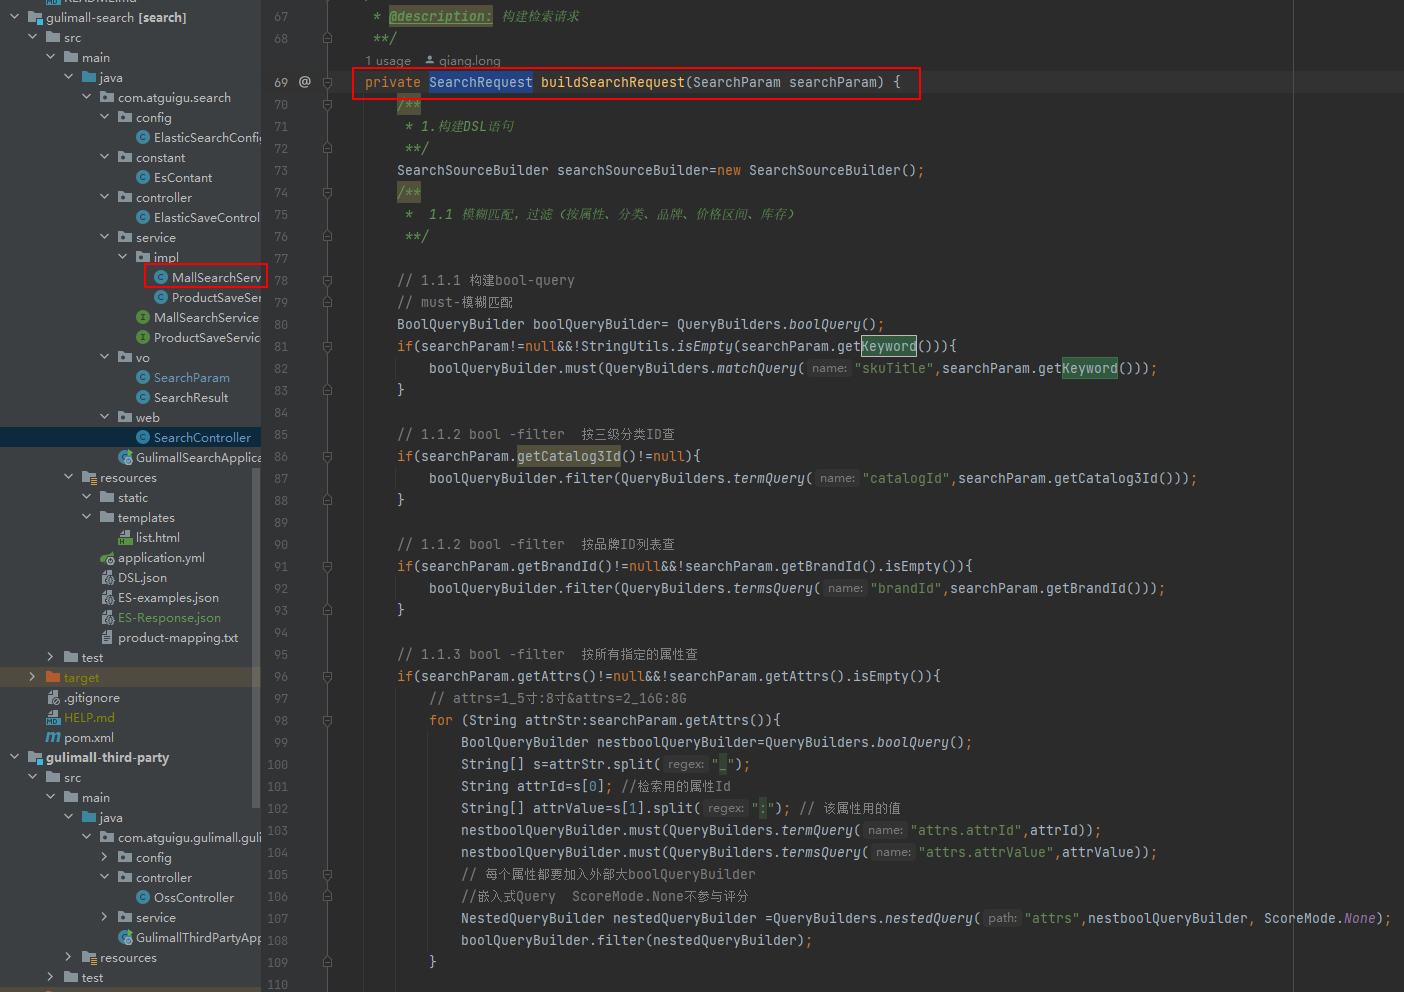 README.md
gulimall-search [search]
src
main
java
com.atguigu.search
config
ElasticSearchConfi
constant
EsContant
controller
ElasticSaveControl
service
impl
MallSearchServ
ProductSaveSer
MallSearchService
ProductSaveServic
vo
SearchParam
SearchResult
web
SearchController
GulimallSearchApplica
resources
static
templates
list.html
application.yml
DSL.json
ES-examples.json
ES-Response.json
product-mapping.txt
test
target
.gitignore
HELP.md
pom.xml
gulimall-third-party
src
main
java
com.atguigu.gulimall.guli
config
controller
OssController
service
GulimallThirdPartyApp
resources
test
67 * @description: 构建检索请求
68 **/
1 usage qiang.long
69 @ private SearchRequest buildSearchRequest(SearchParam searchParam) {
70 /**
71 * 1.构建DSL语句
72 **/
73 SearchSourceBuilder searchSourceBuilder=new SearchSourceBuilder();
74 /**
75 * 1.1 模糊匹配，过滤（按属性、分类、品牌、价格区间、库存）
76 **/
77
78 // 1.1.1 构建bool-query
79 // must-模糊匹配
80 BoolQueryBuilder boolQueryBuilder= QueryBuilders.boolQuery();
81 if(searchParam!=null&&!StringUtils.isEmpty(searchParam.getKeyword())){
82 boolQueryBuilder.must(QueryBuilders.matchQuery( name: "skuTitle",searchParam.getKeyword()));
83 }
84
85 // 1.1.2 bool -filter 按三级分类ID查
86 if(searchParam.getCatalog3Id()!=null){
87 boolQueryBuilder.filter(QueryBuilders.termQuery( name: "catalogId",searchParam.getCatalog3Id()));
88 }
89
90 // 1.1.2 bool -filter 按品牌ID列表查
91 if(searchParam.getBrandId()!=null&&!searchParam.getBrandId().isEmpty()){
92 boolQueryBuilder.filter(QueryBuilders.termsQuery( name: "brandId",searchParam.getBrandId()));
93 }
94
95 // 1.1.3 bool -filter 按所有指定的属性查
96 if(searchParam.getAttrs()!=null&&!searchParam.getAttrs().isEmpty()){
97 // attrs=1_5寸:8寸&attrs=2_16G:8G
98 for (String attrStr:searchParam.getAttrs()){
99 BoolQueryBuilder nestboolQueryBuilder=QueryBuilders.boolQuery();
100 String[] s=attrStr.split( regex: "_");
101 String attrId=s[0]; //检索用的属性Id
102 String[] attrValue=s[1].split( regex: ":"); // 该属性用的值
103 nestboolQueryBuilder.must(QueryBuilders.termQuery( name: "attrs.attrId",attrId));
104 nestboolQueryBuilder.must(QueryBuilders.termsQuery( name: "attrs.attrValue",attrValue));
105 // 每个属性都要加入外部大boolQueryBuilder
106 //嵌入式Query ScoreMode.None不参与评分
107 NestedQueryBuilder nestedQueryBuilder =QueryBuilders.nestedQuery( path: "attrs",nestboolQueryBuilder, ScoreMode.None);
108 boolQueryBuilder.filter(nestedQueryBuilder);
109 }
110